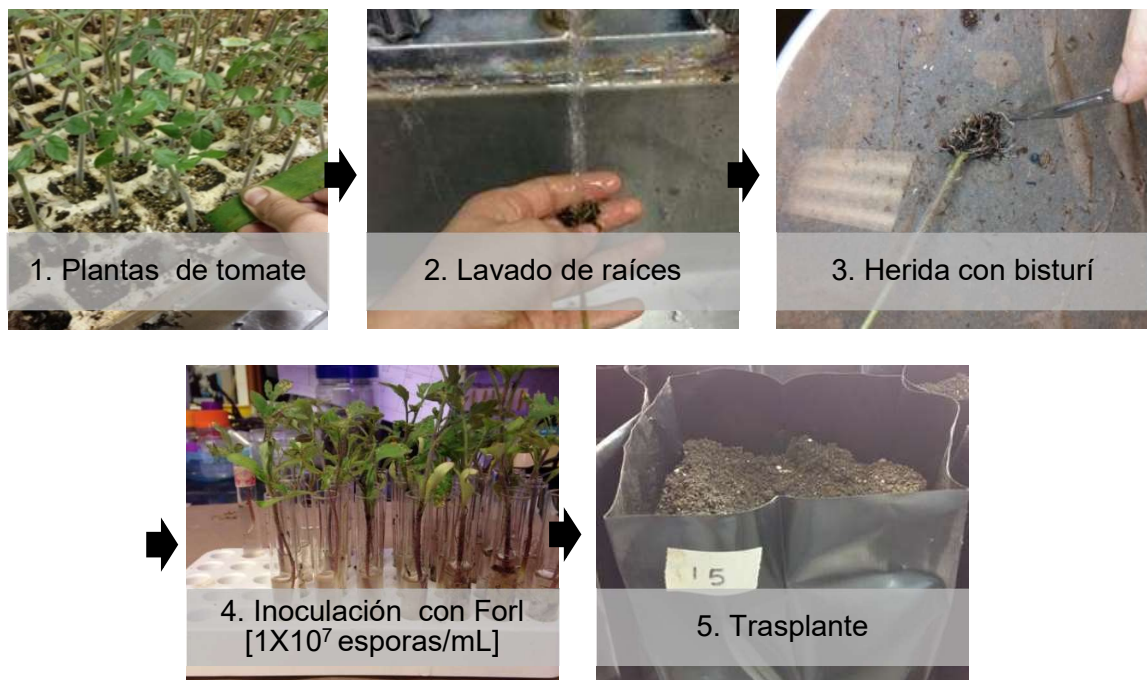 1. Plantas de tomate
2. Lavado de raíces
3. Herida con bisturí
4. Inoculación con Forl
[1X10⁷ esporas/mL]
15
5. Trasplante